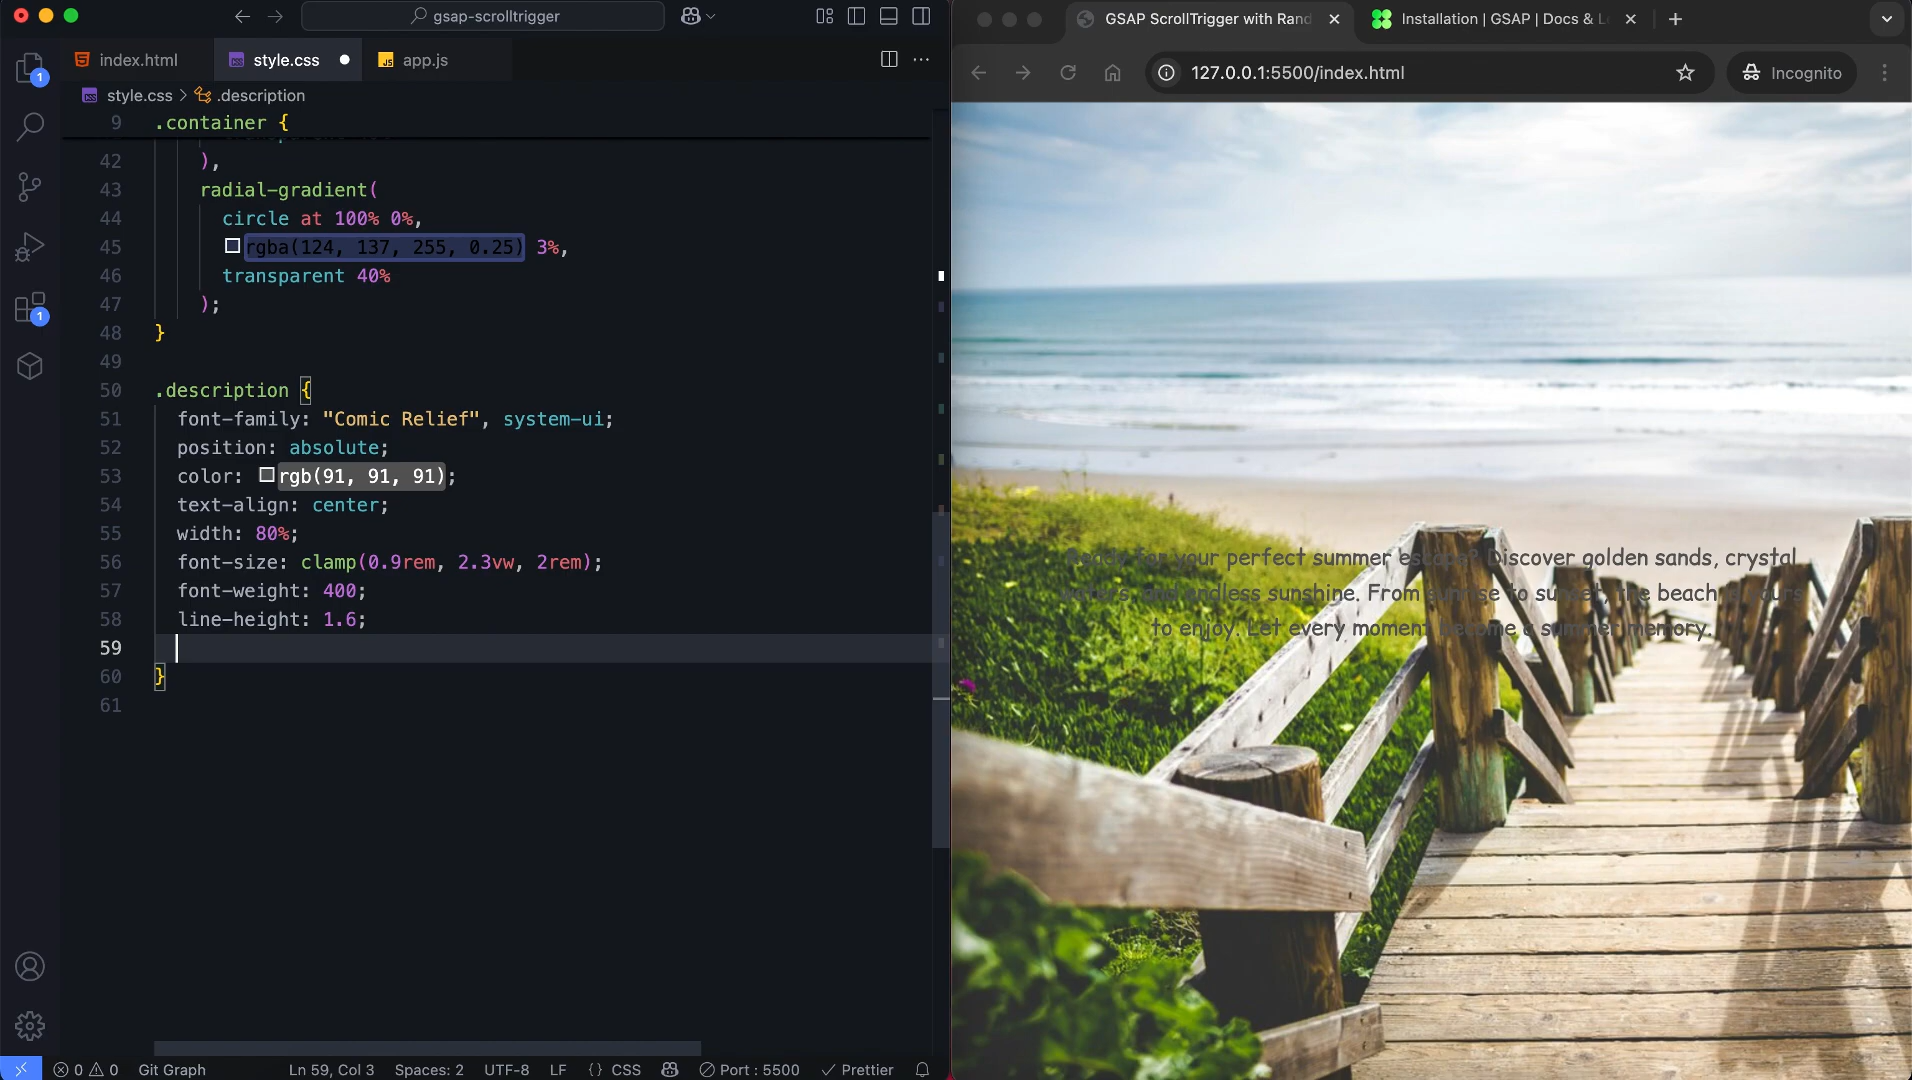 gsap-scrolltrigger
index.html
style.css
app.js
style.css > .description
9 .container {
42 ),
43 radial-gradient(
44 circle at 100% 0%,
45 rgba(124, 137, 255, 0.25) 3%,
46 transparent 40%
47 );
48 }
49
50 .description {
51 font-family: "Comic Relief", system-ui;
52 position: absolute;
53 color: rgb(91, 91, 91);
54 text-align: center;
55 width: 80%;
56 font-size: clamp(0.9rem, 2.3vw, 2rem);
57 font-weight: 400;
58 line-height: 1.6;
59
60 }
61
1
1
0 0 Git Graph
Ln 59, Col 3 Spaces: 2 UTF-8 LF {} CSS Port : 5500 Prettier
GSAP ScrollTrigger with Rand
Installation | GSAP | Docs & L
127.0.0.1:5500/index.html
Incognito
Ready for your perfect summer escape? Discover golden sands, crystal
waters, and endless sunshine. From sunrise to sunset, the beach is yours
to enjoy. Let every moment become a summer memory.